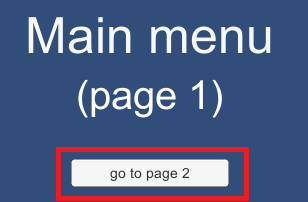 Main menu
(page 1)
go to page 2